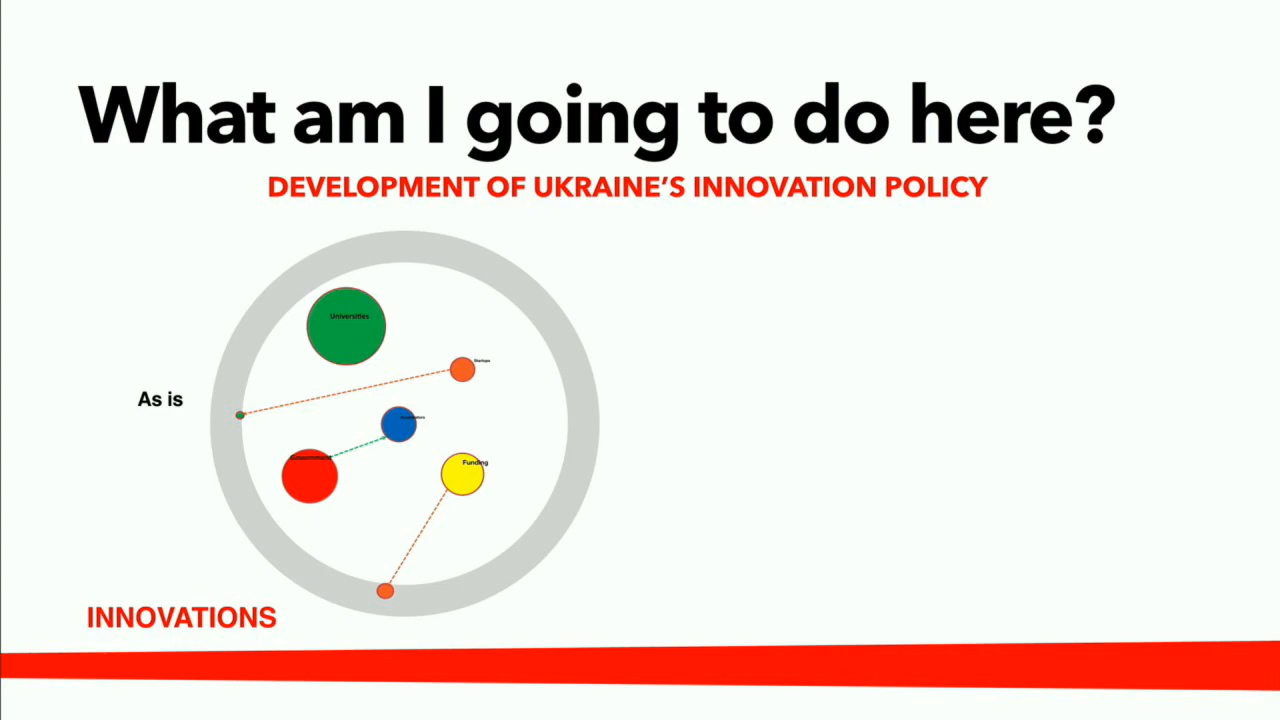 What am I going to do here?
DEVELOPMENT OF UKRAINE'S INNOVATION POLICY
Universities
Startups
As is
Government
Funding
INNOVATIONS